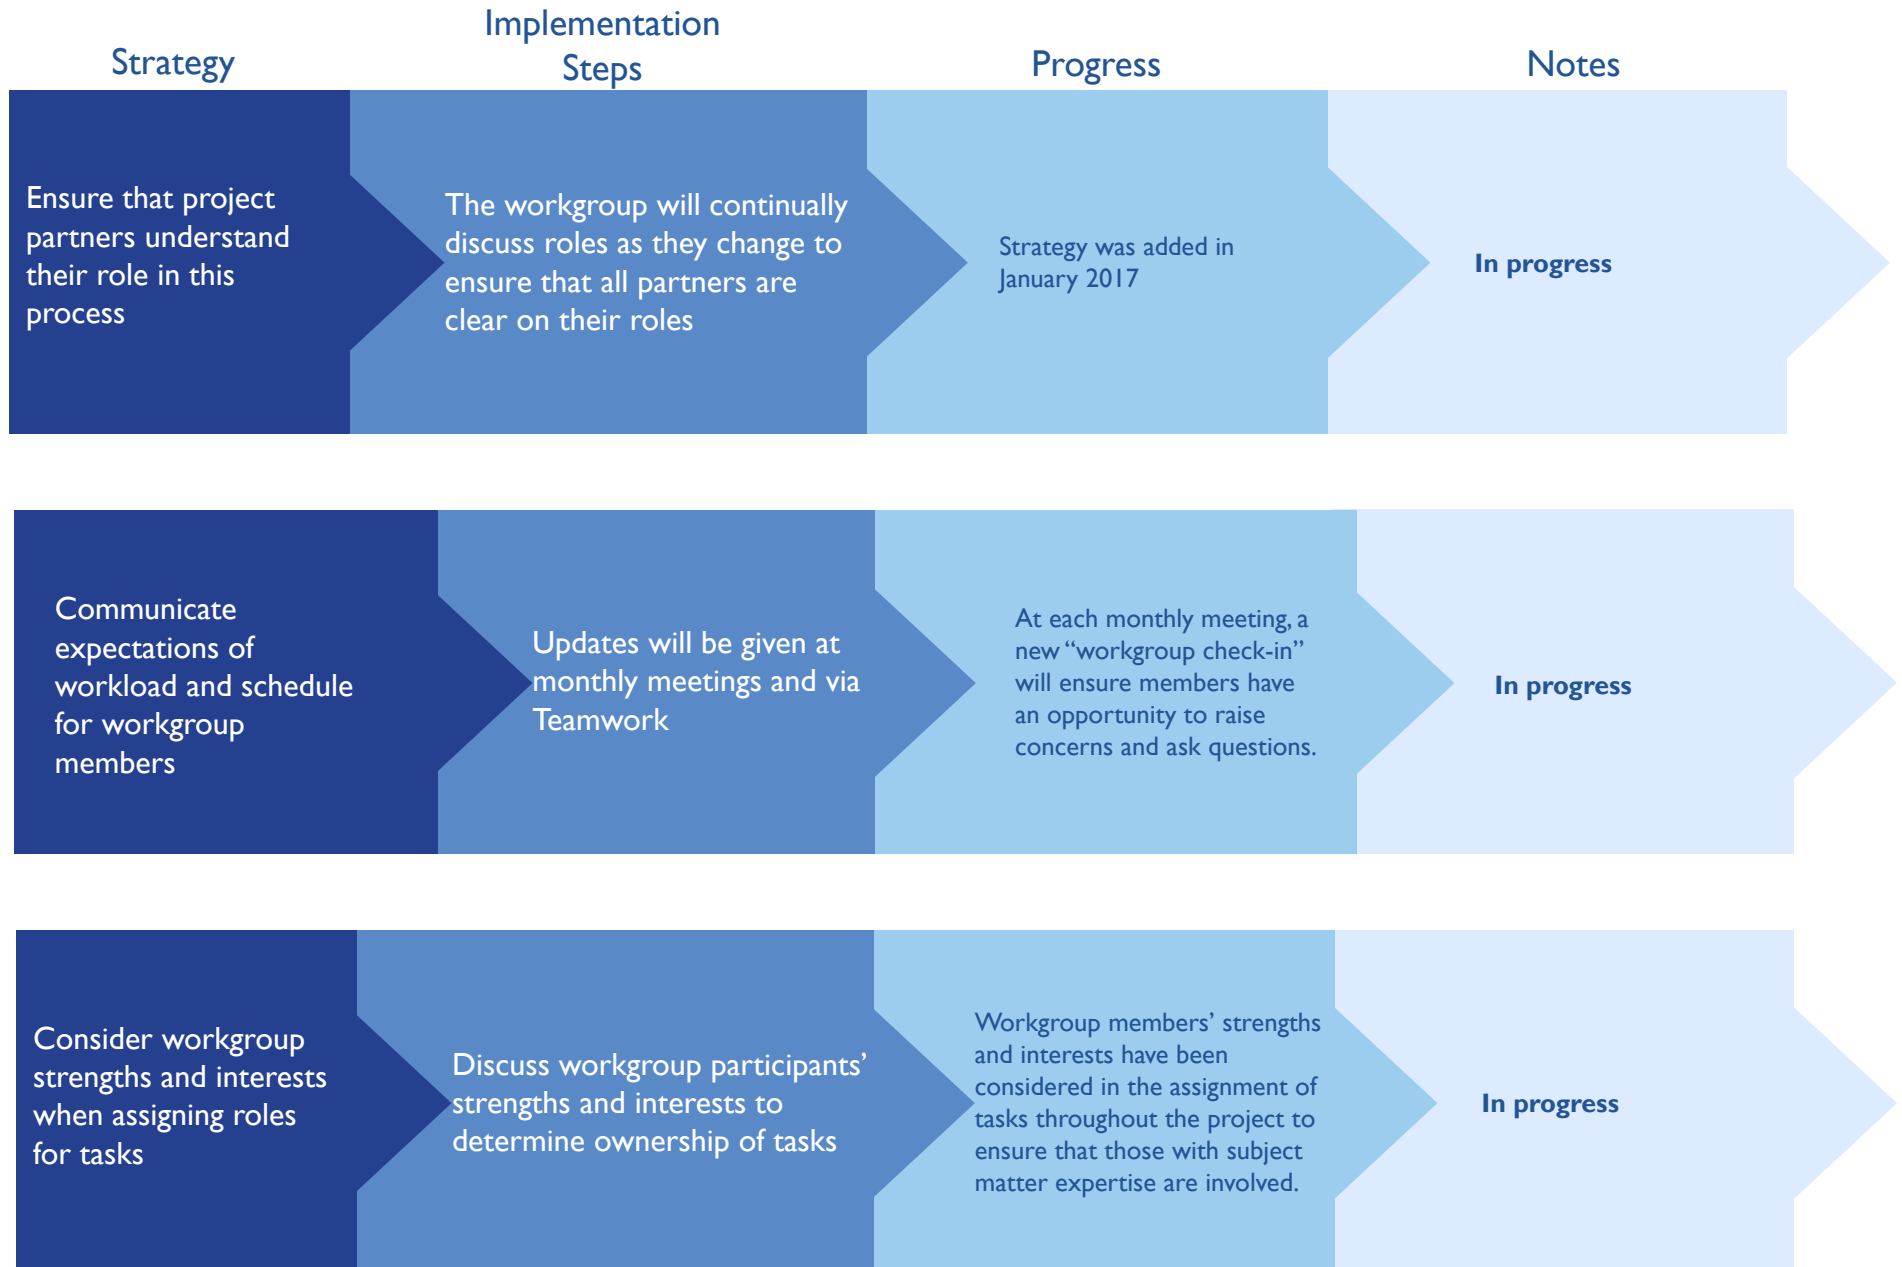 Strategy
Implementation
Steps
Progress
Notes
Ensure that project
partners understand
their role in this
process
The workgroup will continually
discuss roles as they change to
ensure that all partners are
clear on their roles
Strategy was added in
January 2017
In progress
Communicate
expectations of
workload and schedule
for workgroup
members
Updates will be given at
monthly meetings and via
Teamwork
At each monthly meeting, a
new “workgroup check-in”
will ensure members have
an opportunity to raise
concerns and ask questions.
In progress
Consider workgroup
strengths and interests
when assigning roles
for tasks
Discuss workgroup participants’
strengths and interests to
determine ownership of tasks
Workgroup members’ strengths
and interests have been
considered in the assignment of
tasks throughout the project to
ensure that those with subject
matter expertise are involved.
In progress